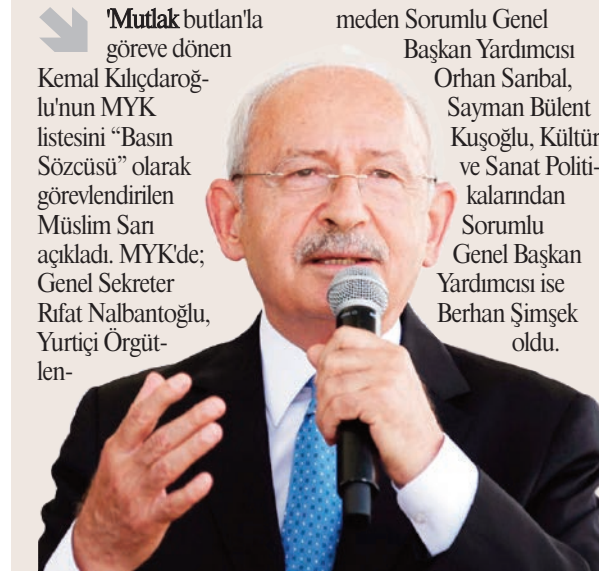 'Mutlak butlan'la
göreve dönen
Kemal Kılıçdaroğ-
lu'nun MYK
listesini “Basın
Sözcüsü” olarak
görevlendirilen
Müslim Sarı
açıkladı. MYK'de;
Genel Sekreter
Rıfat Nalbantoğlu,
Yurtiçi Örgüt-
len-
meden Sorumlu Genel
Başkan Yardımcısı
Orhan Sarıbal,
Sayman Bülent
Kuşoğlu, Kültür
ve Sanat Politi-
kalarından
Sorumlu
Genel Başkan
Yardımcısı ise
Berhan Şimşek
oldu.